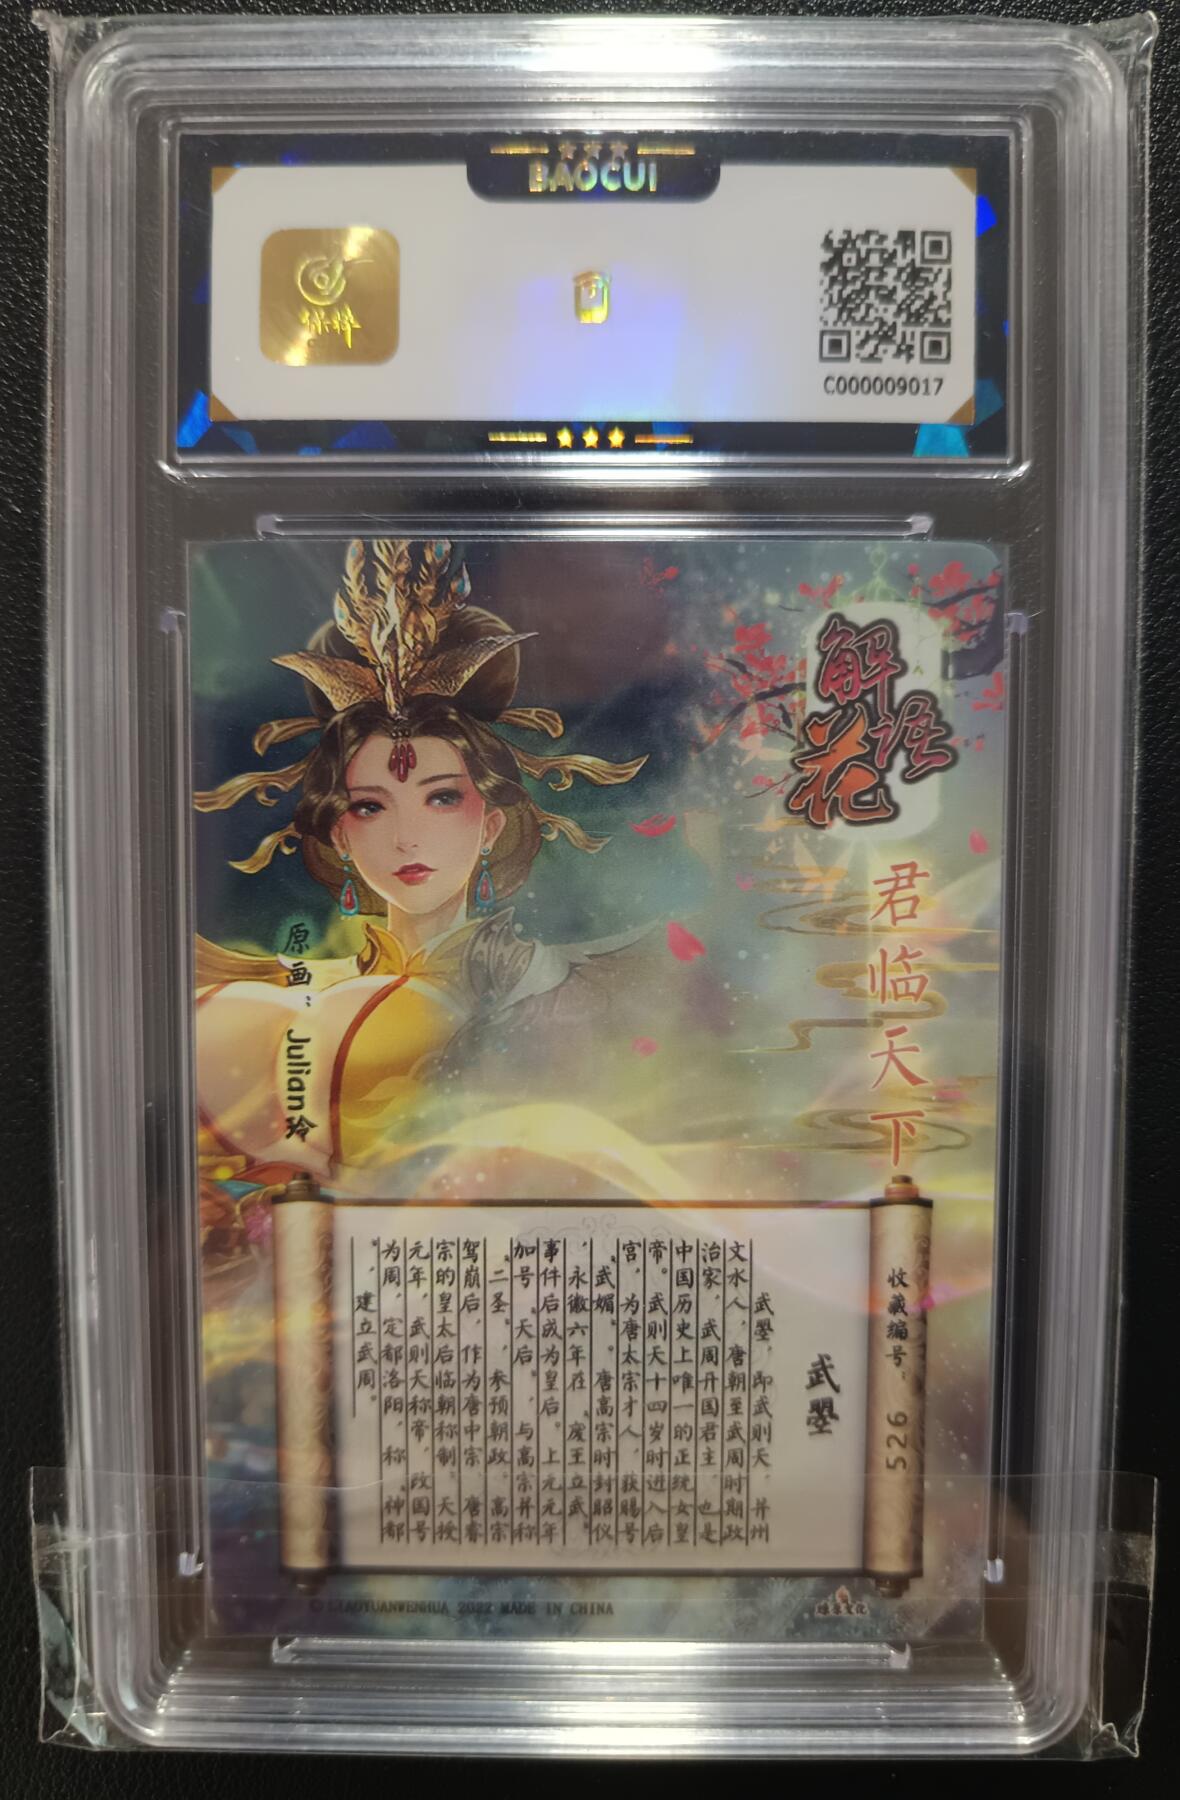 BAOCUI
保粹
C000009017
解语花
君临天下
原画：Julian玲
收藏编号：526
武曌
武曌，即武则天，并州
文水人，唐朝至武周时期政
治家，武周开国君主，也是
中国历史上唯一的正统女皇
帝。武则天十四岁时进入后
宫，为唐太宗才人，获赐号
“武媚”。唐高宗时封昭仪
，永徽六年在“废王立武”
事件后成为皇后。上元元年
加号“天后”，与高宗并称
“二圣”，参预朝政。高宗
驾崩后，作为唐中宗、唐睿
宗的皇太后临朝称制。天授
元年，武则天称帝，改国号
为周，定都洛阳，称“神都
”，建立武周。
© LIAOYUANWENHUA 2022 MADE IN CHINA